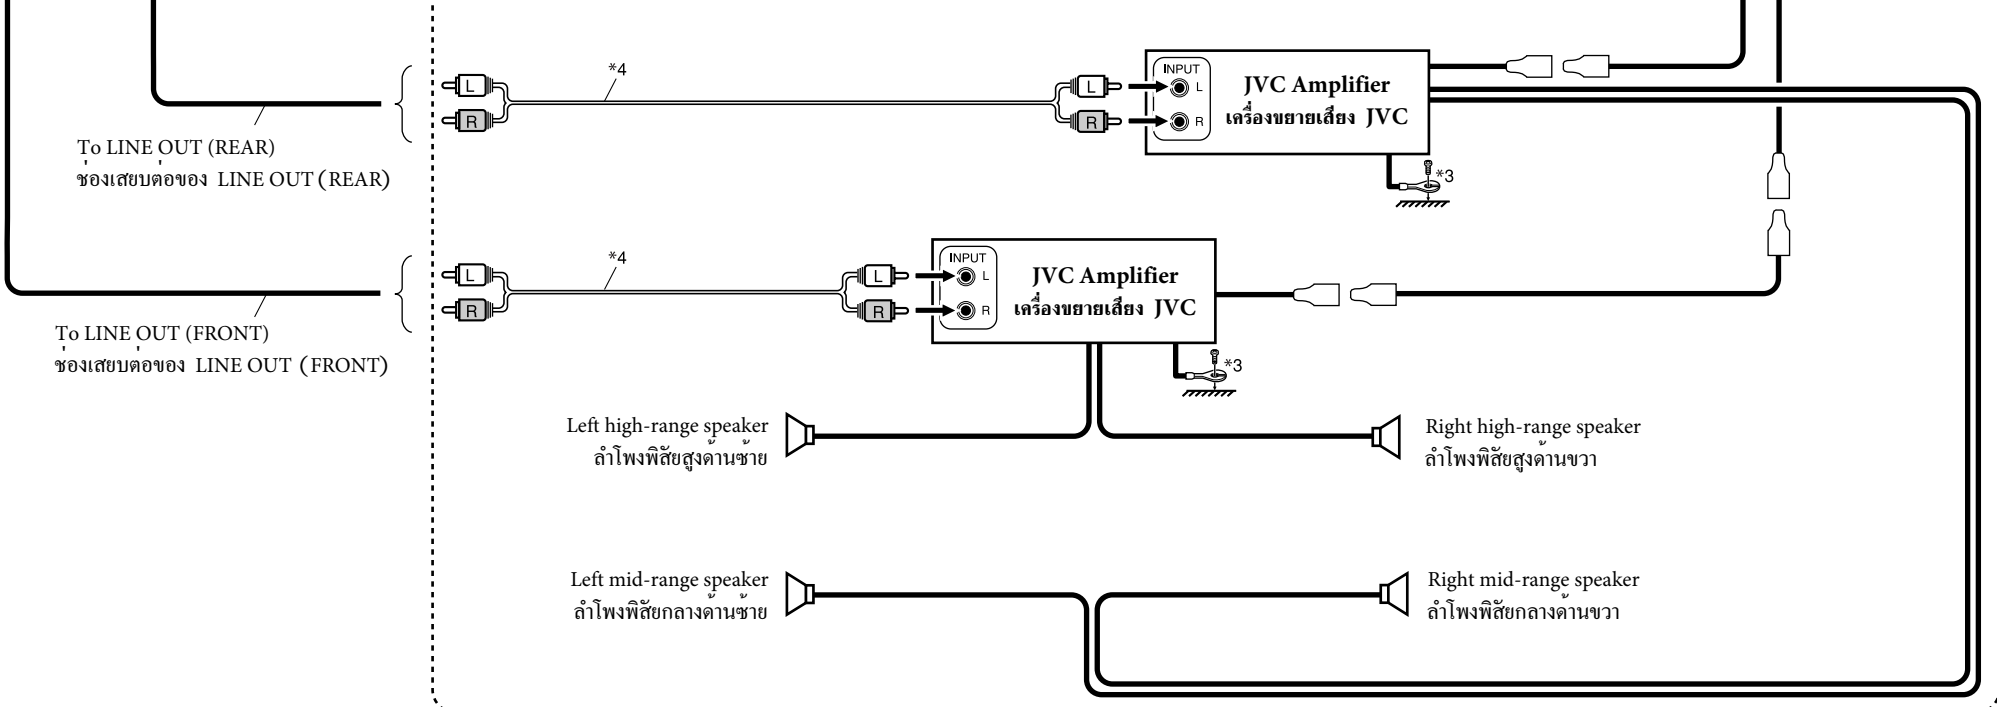 *4
L
R
L
R
INPUT
L
R
JVC Amplifier
เครื่องขยายเสียง JVC
To LINE OUT (REAR)
ช่องเสียบต่อของ LINE OUT (REAR)
*3
*4
L
R
L
R
INPUT
L
R
JVC Amplifier
เครื่องขยายเสียง JVC
To LINE OUT (FRONT)
ช่องเสยบต่อของ LINE OUT (FRONT)
*3
Left high-range speaker
ลำโพงพิสัยสูงด้านซ้าย
Right high-range speaker
ลำโพงพิสัยสูงด้านขวา
Left mid-range speaker
ลำโพงพิสัยกลางด้านซ้าย
Right mid-range speaker
ลำโพงพิสัยกลางด้านขวา